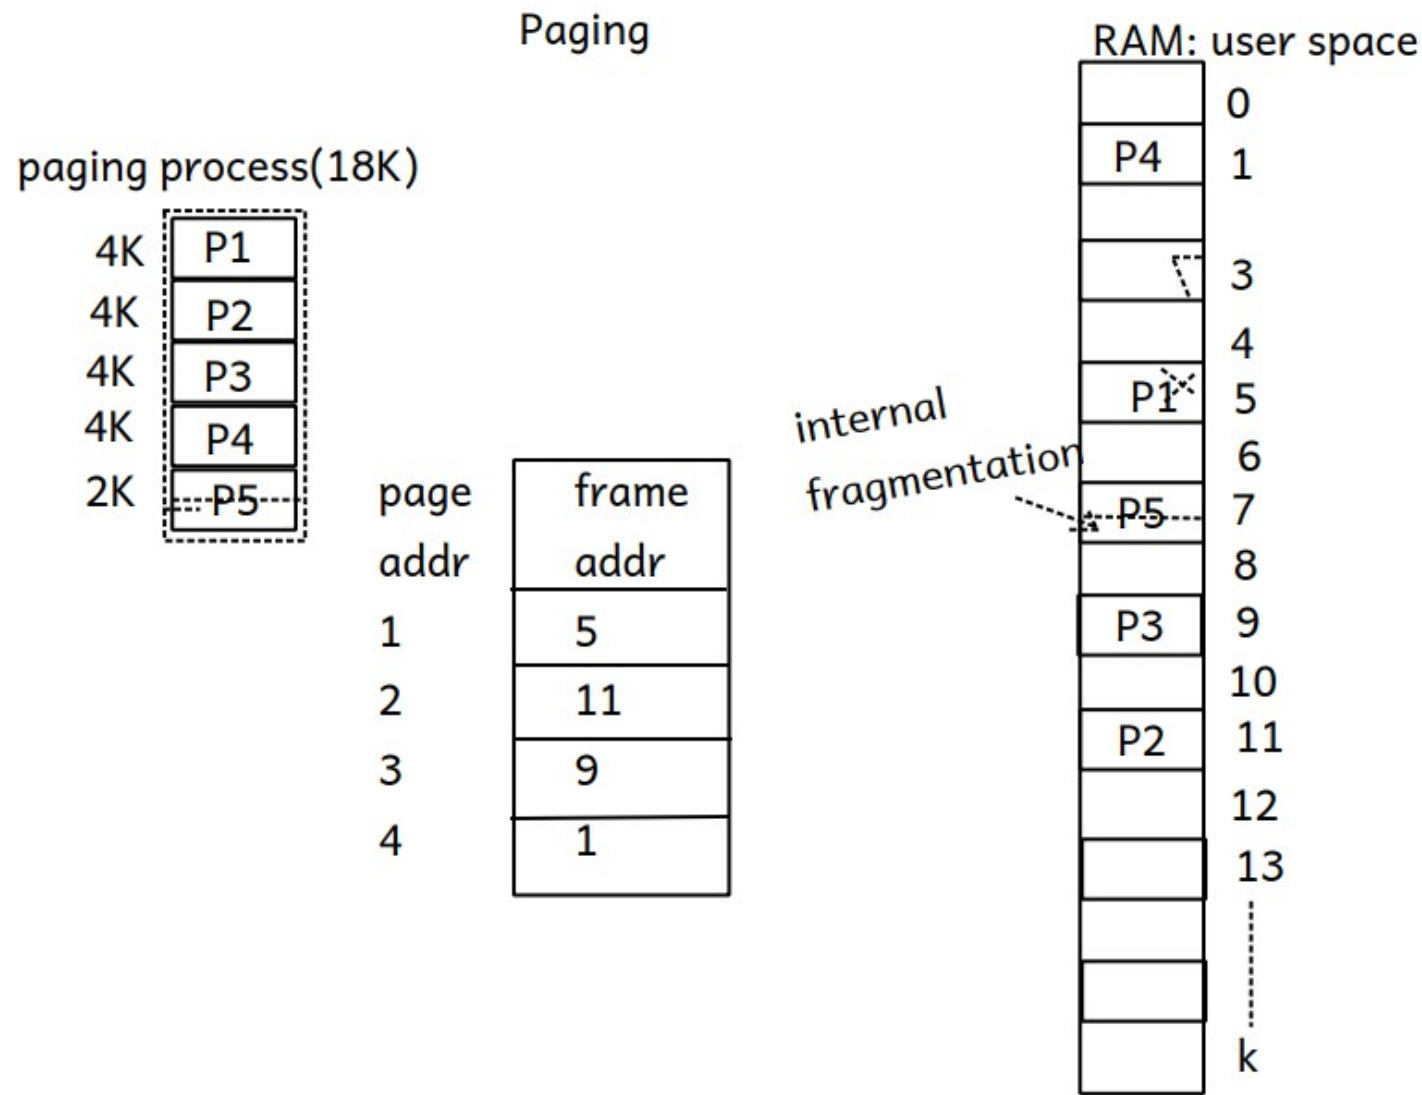 Paging
RAM: user space
paging process(18K)
4K P1
4K P2
4K P3
4K P4
2K P5
page frame
addr addr
1 5
2 11
3 9
4 1
internal
fragmentation
0
P4 1
3
4
P1 5
6
P5 7
8
P3 9
10
P2 11
12
13
k